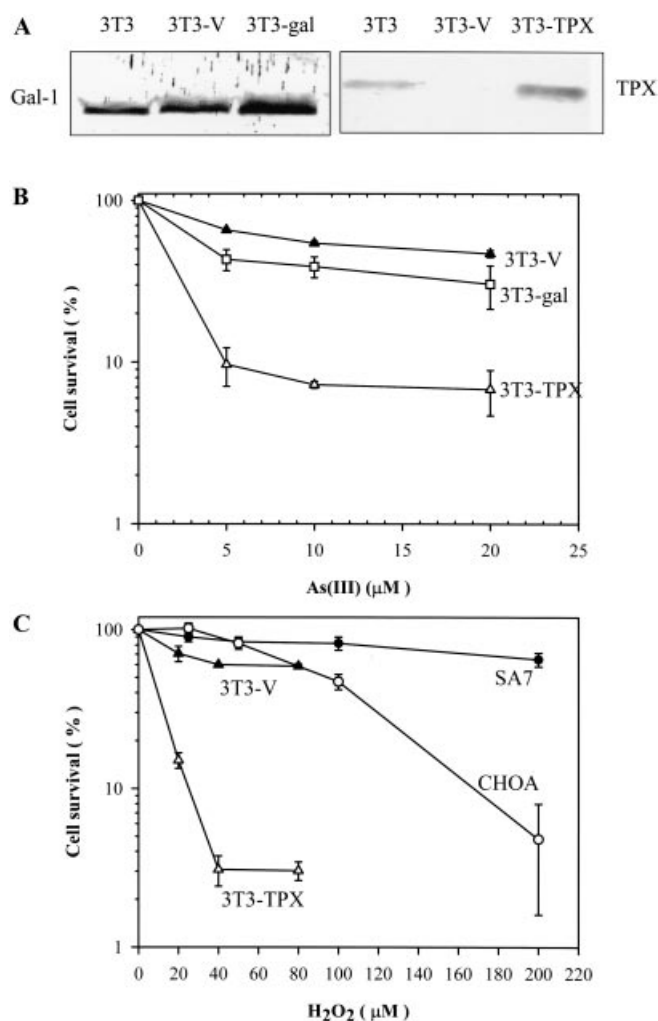 A
3T3 3T3-V 3T3-gal 3T3 3T3-V 3T3-TPX
Gal-1 TPX
B
Cell survival ( % )
100
10
1
3T3-V
3T3-gal
3T3-TPX
0 5 10 15 20 25
As(III) (μM )
C
Cell survival ( % )
100
10
1
3T3-V
SA7
CHOA
3T3-TPX
0 20 40 60 80 100 120 140 160 180 200 220
H₂O₂ ( μM )